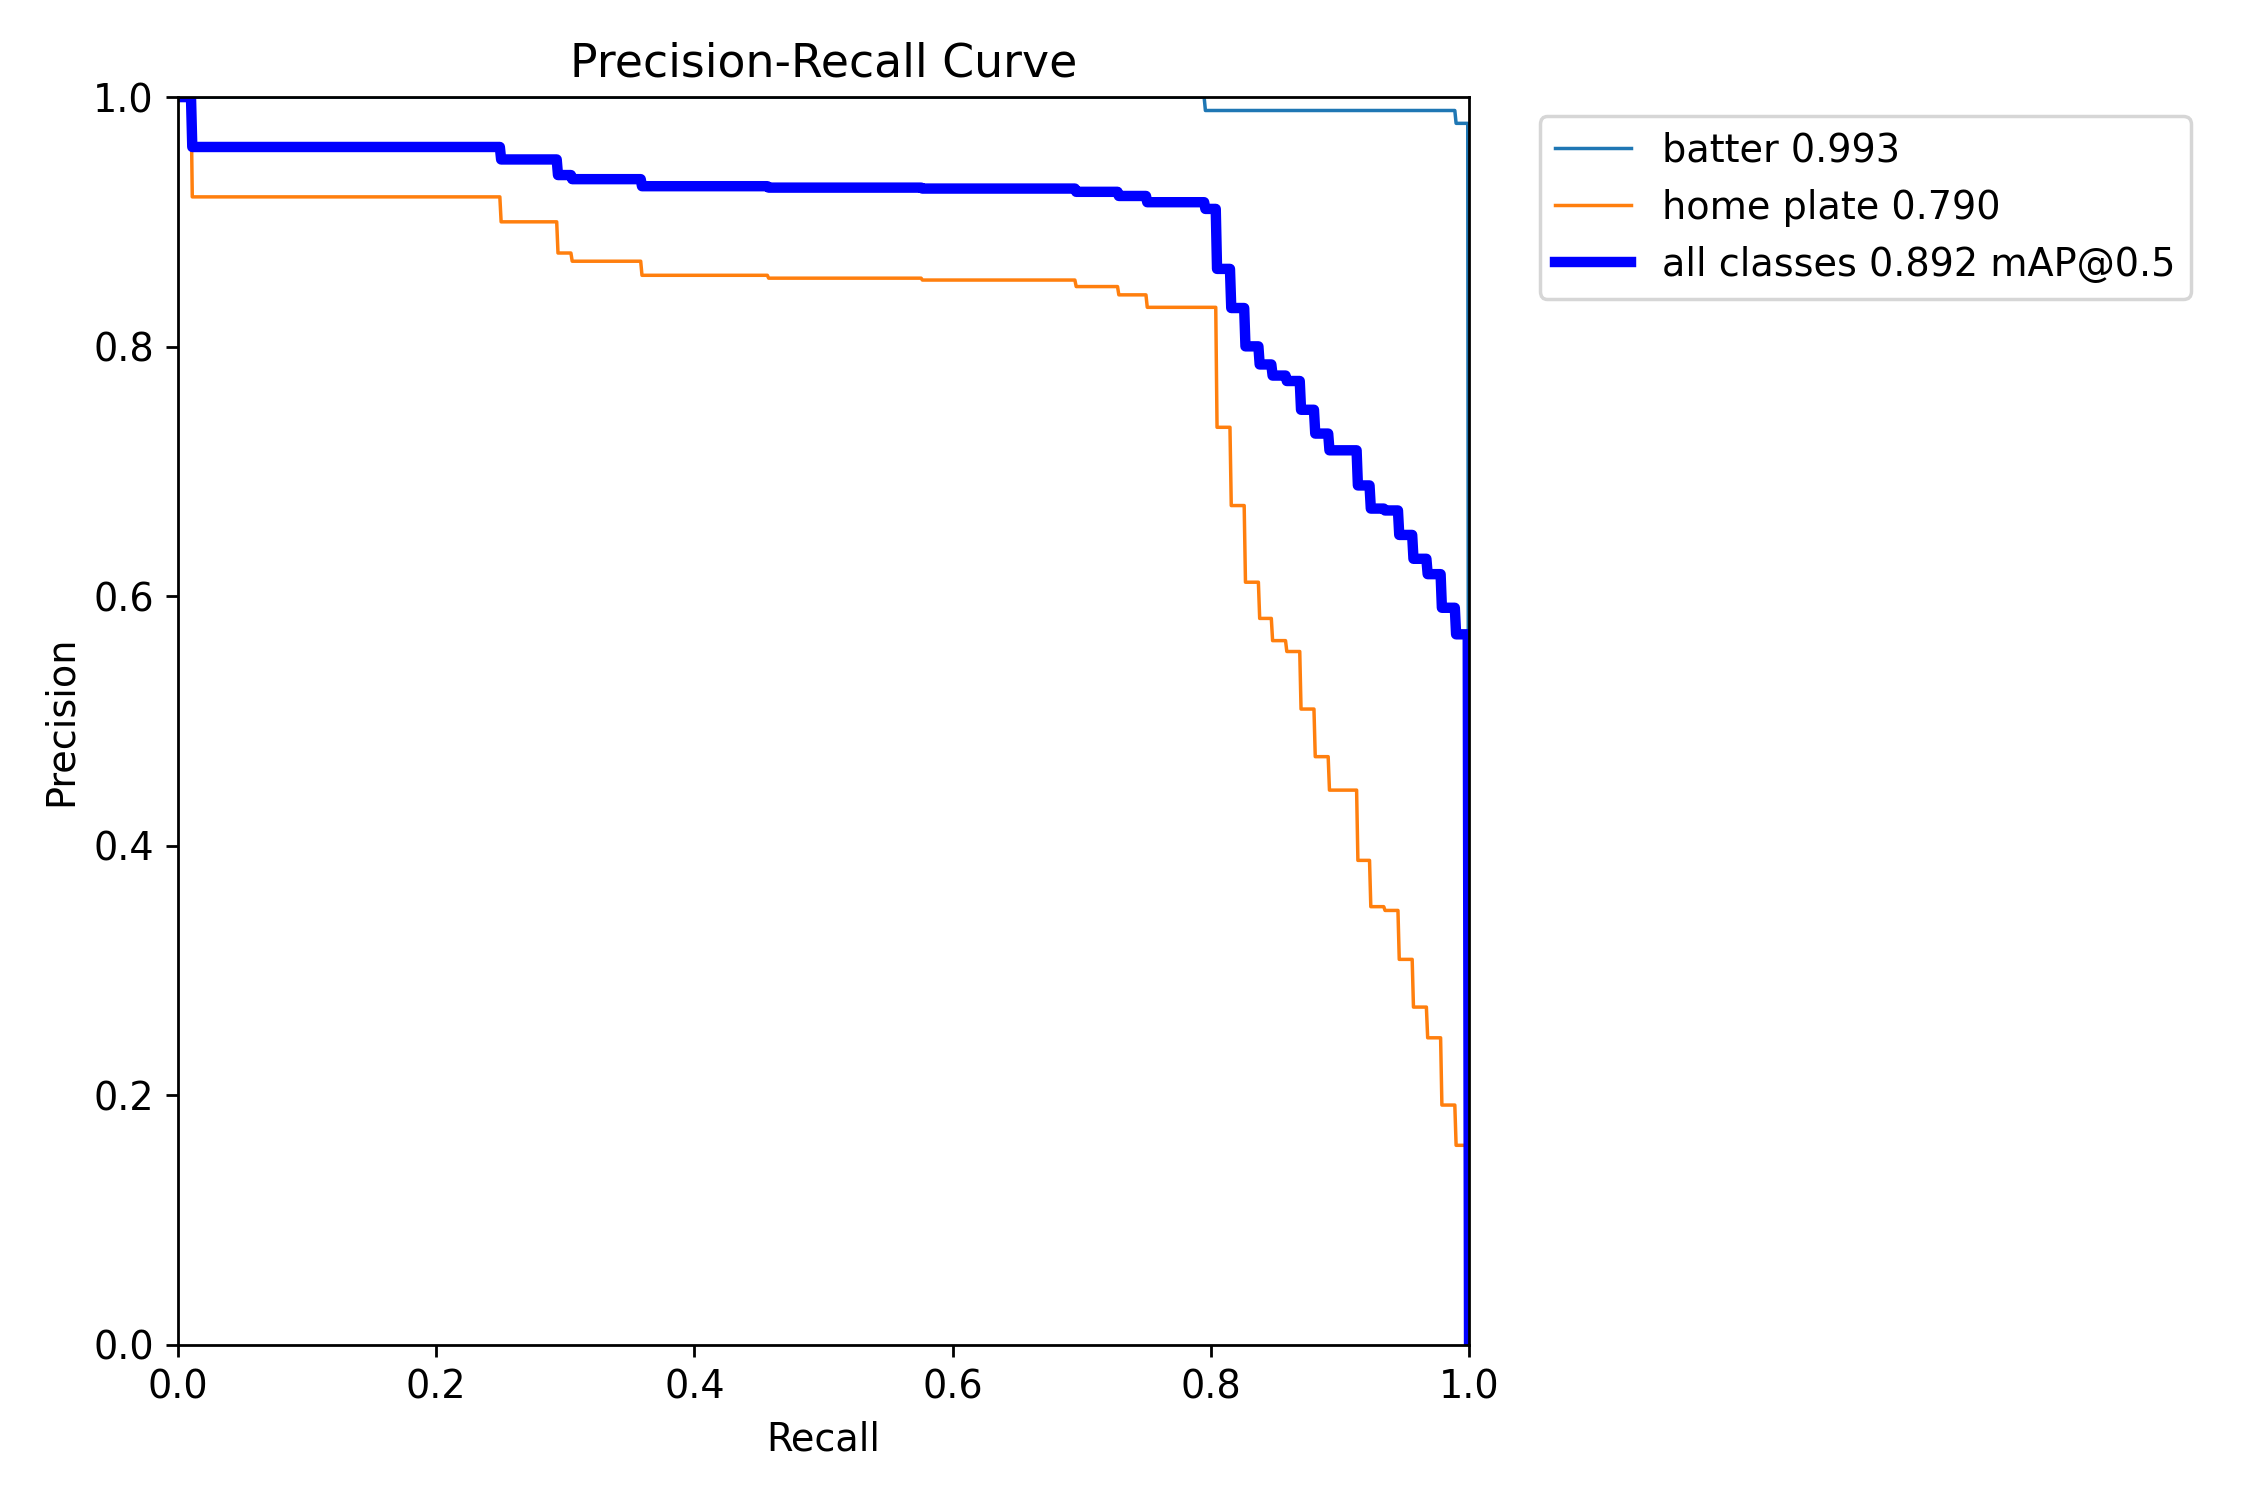 Precision-Recall Curve
1.0
0.8
0.6
0.4
0.2
0.0
Precision
0.0 0.2 0.4 0.6 0.8 1.0
Recall
batter 0.993
home plate 0.790
all classes 0.892 mAP@0.5